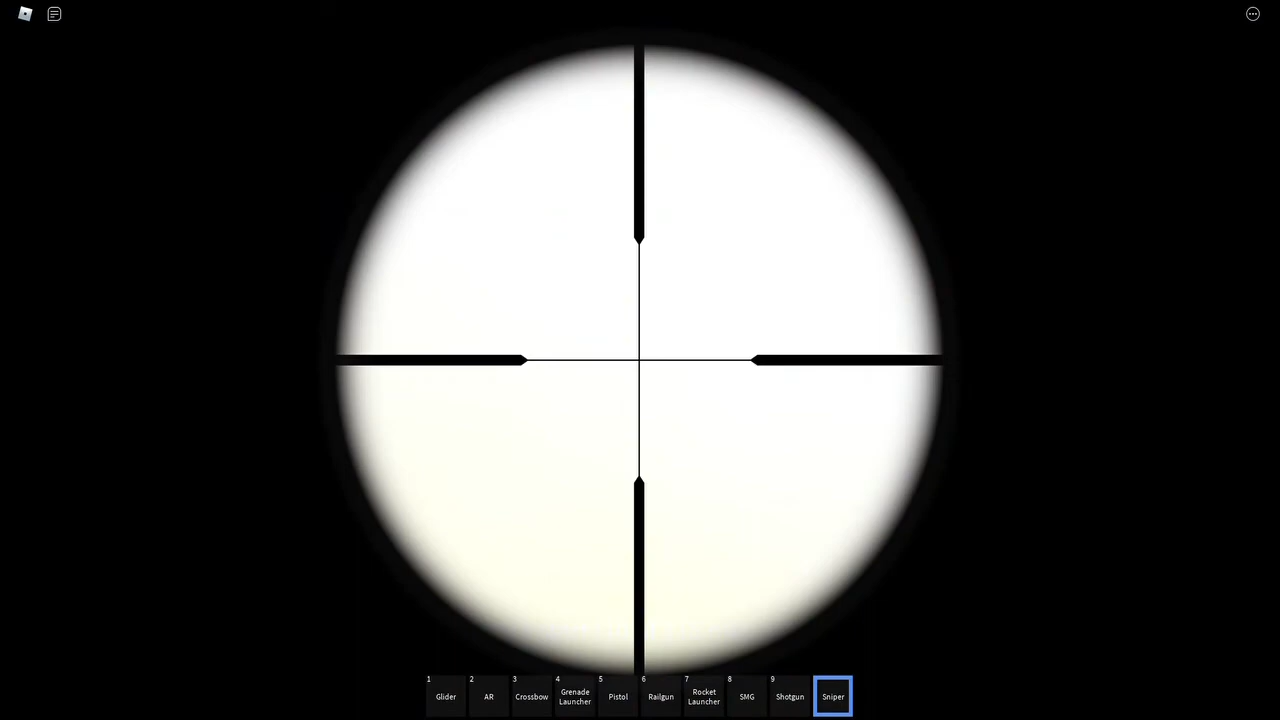 1
Glider
2
AR
3
Crossbow
4
Grenade
Launcher
5
Pistol
6
Railgun
7
Rocket
Launcher
8
SMG
9
Shotgun
Sniper